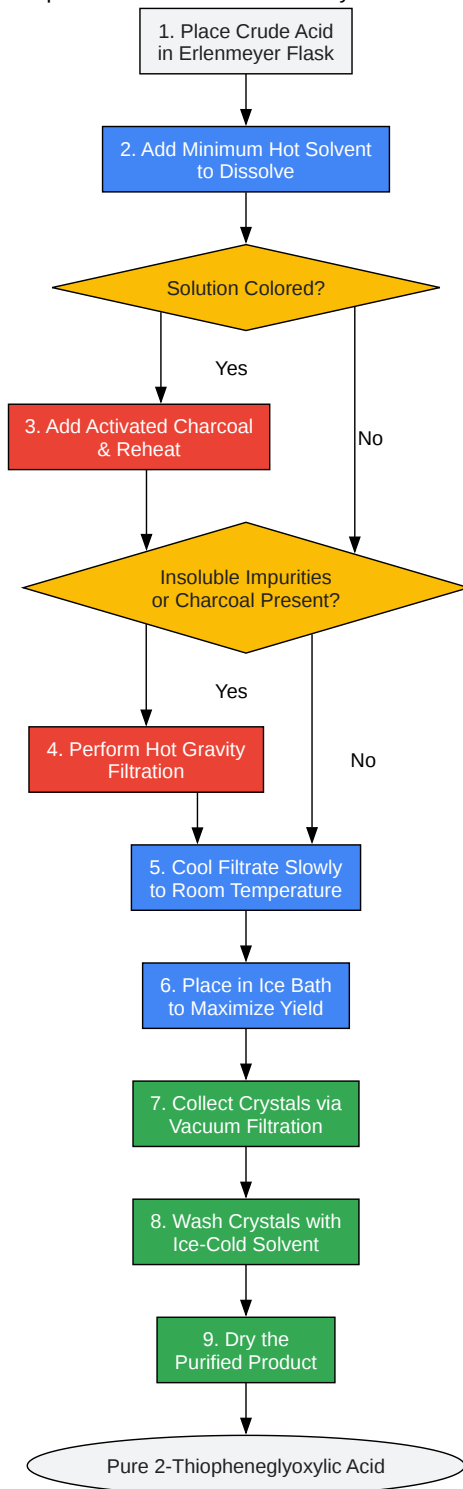 1. Place Crude Acid
in Erlenmeyer Flask
2. Add Minimum Hot Solvent
to Dissolve
Solution Colored?
Yes
3. Add Activated Charcoal
& Reheat
No
Insoluble Impurities
or Charcoal Present?
Yes
4. Perform Hot Gravity
Filtration
No
5. Cool Filtrate Slowly
to Room Temperature
6. Place in Ice Bath
to Maximize Yield
7. Collect Crystals via
Vacuum Filtration
8. Wash Crystals with
Ice-Cold Solvent
9. Dry the
Purified Product
Pure 2-Thiopheneglyoxylic Acid